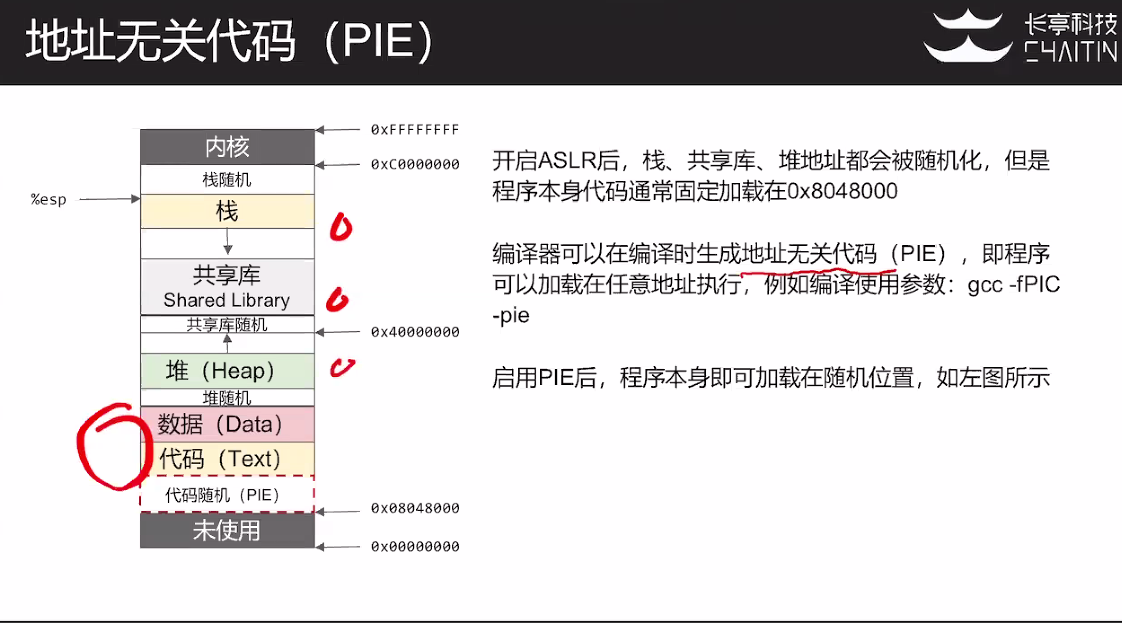 地址无关代码（PIE）
长亭科技
CHAITIN
0xFFFFFFFF
内核
0xC0000000
栈随机
%esp
栈
共享库
Shared Library
共享库随机
0x40000000
堆（Heap）
堆随机
数据（Data）
代码（Text）
代码随机（PIE）
0x08048000
未使用
0x00000000
开启ASLR后，栈、共享库、堆地址都会被随机化，但是
程序本身代码通常固定加载在0x8048000
编译器可以在编译时生成地址无关代码（PIE），即程序
可以加载在任意地址执行，例如编译使用参数：gcc -fPIC
-pie
启用PIE后，程序本身即可加载在随机位置，如左图所示